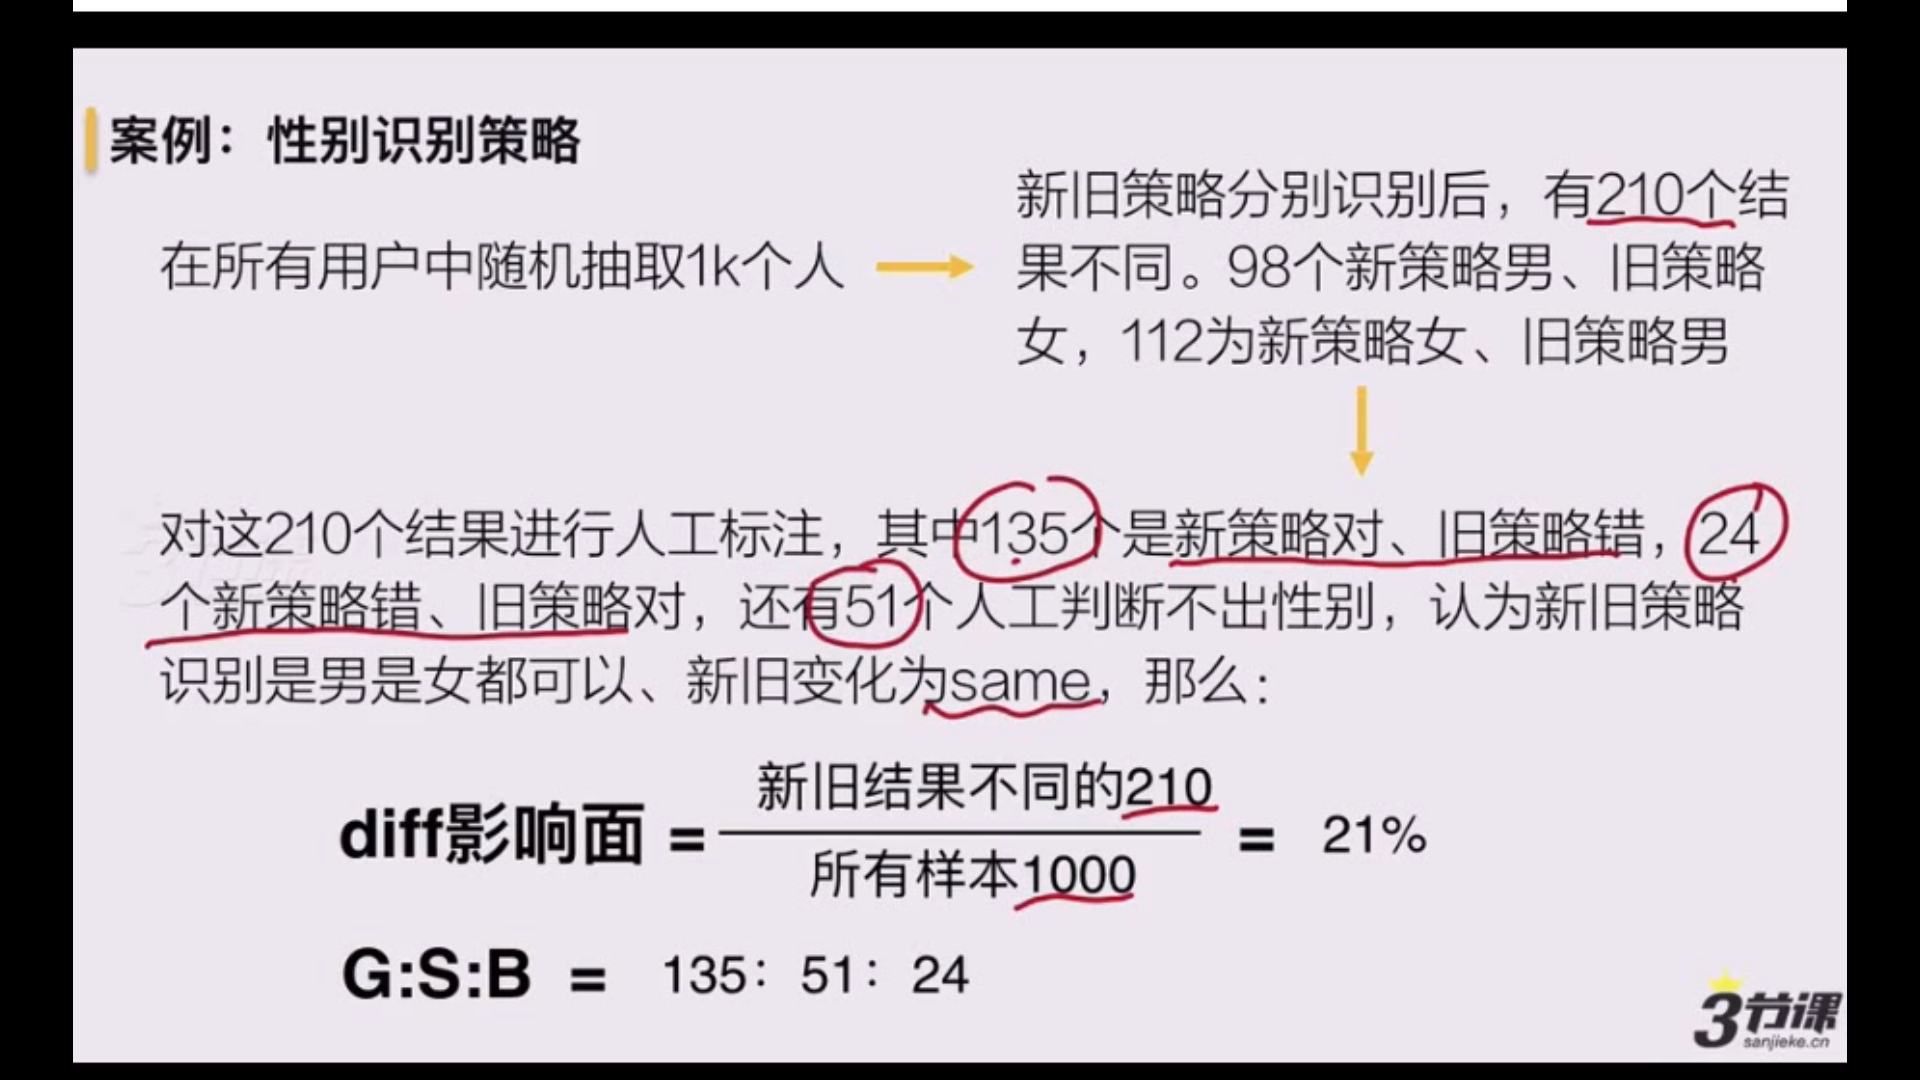 案例：性别识别策略
在所有用户中随机抽取1k个人
新旧策略分别识别后，有210个结
果不同。98个新策略男、旧策略
女，112为新策略女、旧策略男
对这210个结果进行人工标注，其中135个是新策略对、旧策略错，24
个新策略错、旧策略对，还有51个人工判断不出性别，认为新旧策略
识别是男是女都可以、新旧变化为same，那么：
新旧结果不同的210
diff影响面 = = 21%
所有样本1000
G:S:B = 135：51：24
3节课
sanjieke.cn